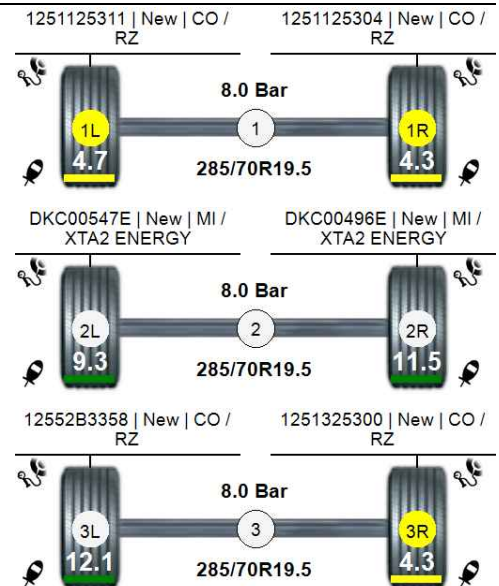 1251125311 | New | CO /
RZ
1251125304 | New | CO /
RZ
8.0 Bar
1L
1
1R
4.7
4.3
285/70R19.5
DKC00547E | New | MI /
XTA2 ENERGY
DKC00496E | New | MI /
XTA2 ENERGY
8.0 Bar
2L
2
2R
9.3
11.5
285/70R19.5
12552B3358 | New | CO /
RZ
1251325300 | New | CO /
RZ
8.0 Bar
3L
3
3R
12.1
4.3
285/70R19.5